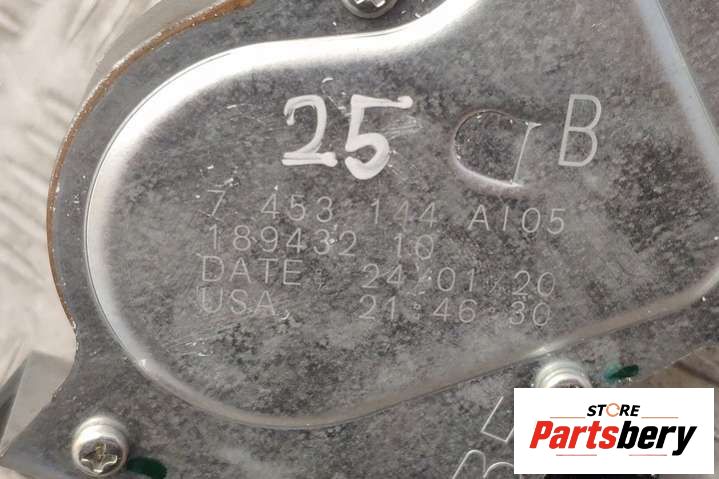 25
B
7 453 144 AI05
189432 10
DATE 24/01/20
USA, 21:46:30
STORE
Partsbery